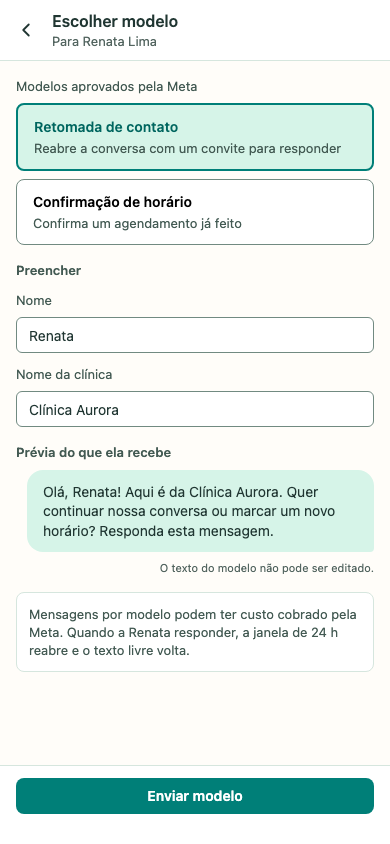 Escolher modelo
Para Renata Lima
Modelos aprovados pela Meta
Retomada de contato
Reabre a conversa com um convite para responder
Confirmação de horário
Confirma um agendamento já feito
Preencher
Nome
Renata
Nome da clínica
Clínica Aurora
Prévia do que ela recebe
Olá, Renata! Aqui é da Clínica Aurora. Quer
continuar nossa conversa ou marcar um novo
horário? Responda esta mensagem.
O texto do modelo não pode ser editado.
Mensagens por modelo podem ter custo cobrado pela
Meta. Quando a Renata responder, a janela de 24 h
reabre e o texto livre volta.
Enviar modelo